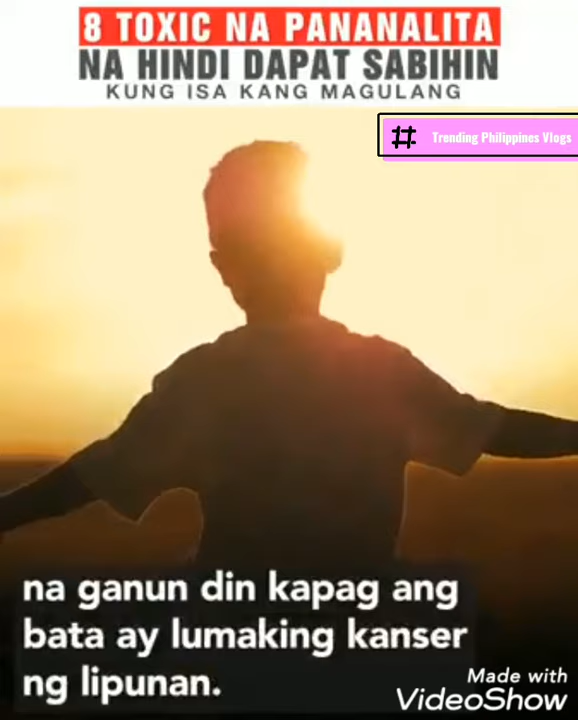 8 TOXIC NA PANANALITA
NA HINDI DAPAT SABIHIN
KUNG ISA KANG MAGULANG
# Trending Philippines Vlogs
na ganun din kapag ang
bata ay lumaking kanser
ng lipunan.
Made with
VideoShow